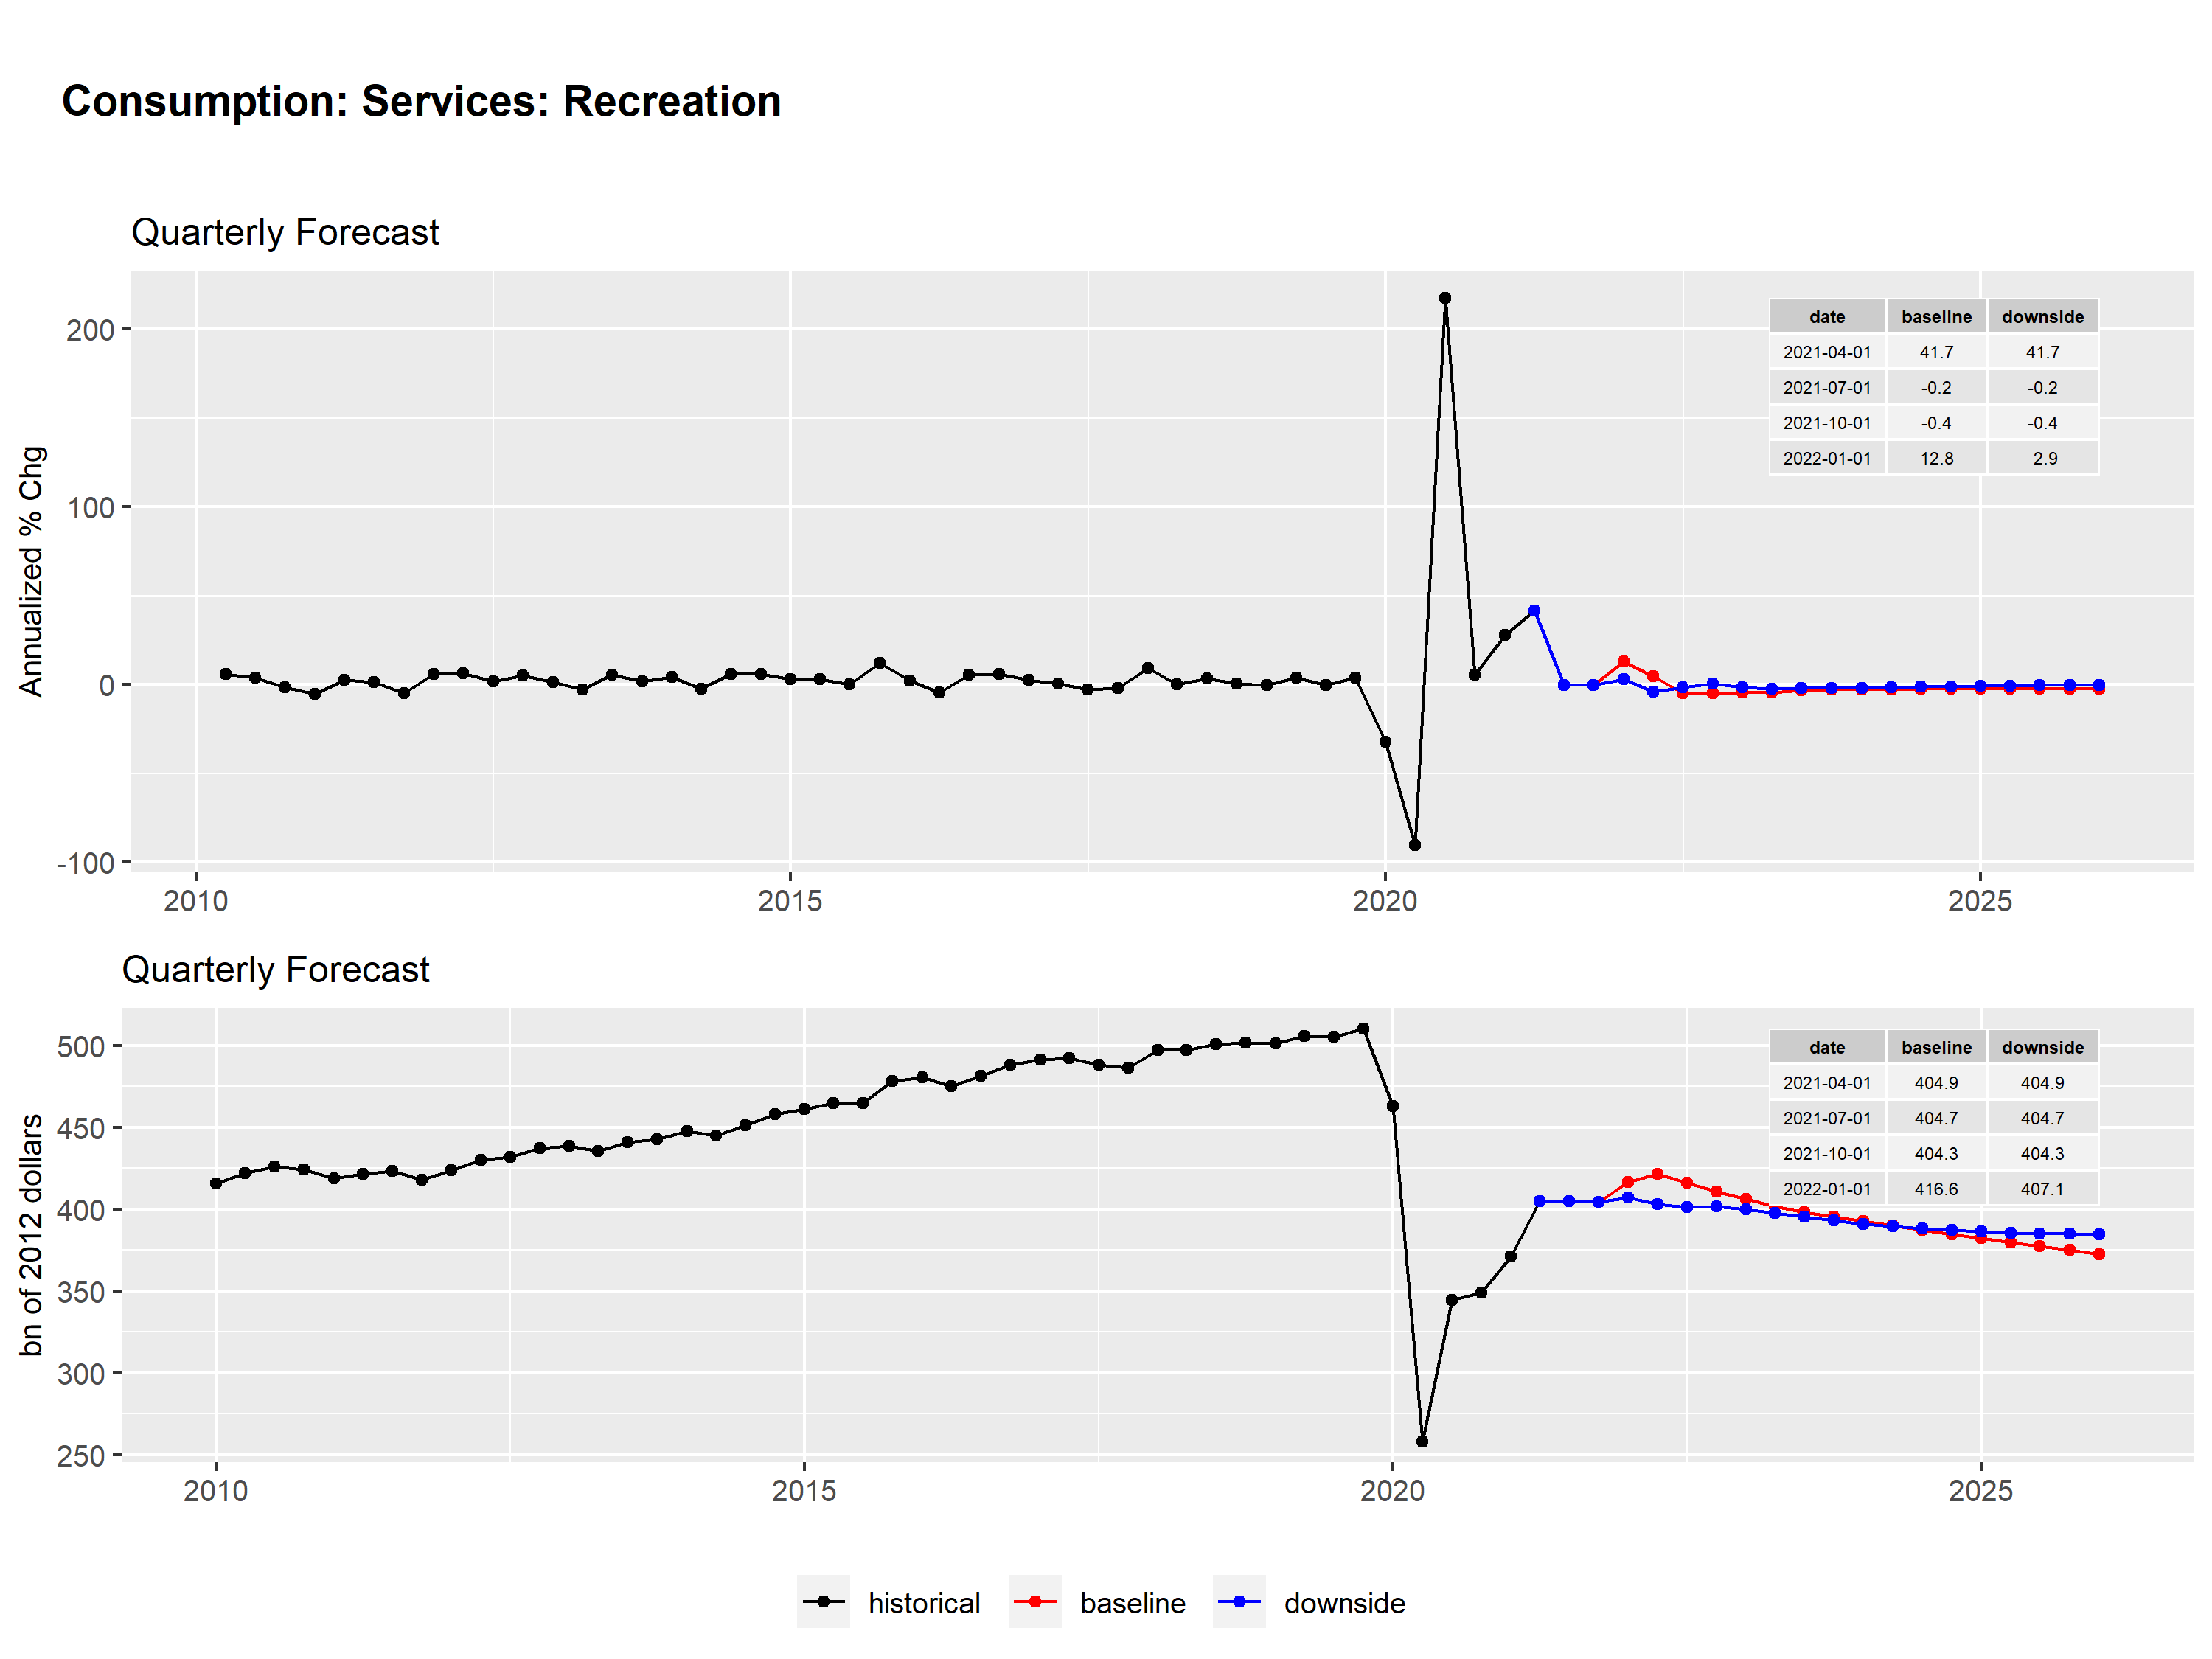 Consumption: Services: Recreation
Quarterly Forecast
Annualized % Chg
200
100
0
-100
date baseline downside
2021-04-01 41.7 41.7
2021-07-01 -0.2 -0.2
2021-10-01 -0.4 -0.4
2022-01-01 12.8 2.9
2010 2015 2020 2025
Quarterly Forecast
bn of 2012 dollars
500
450
400
350
300
250
date baseline downside
2021-04-01 404.9 404.9
2021-07-01 404.7 404.7
2021-10-01 404.3 404.3
2022-01-01 416.6 407.1
2010 2015 2020 2025
historical baseline downside